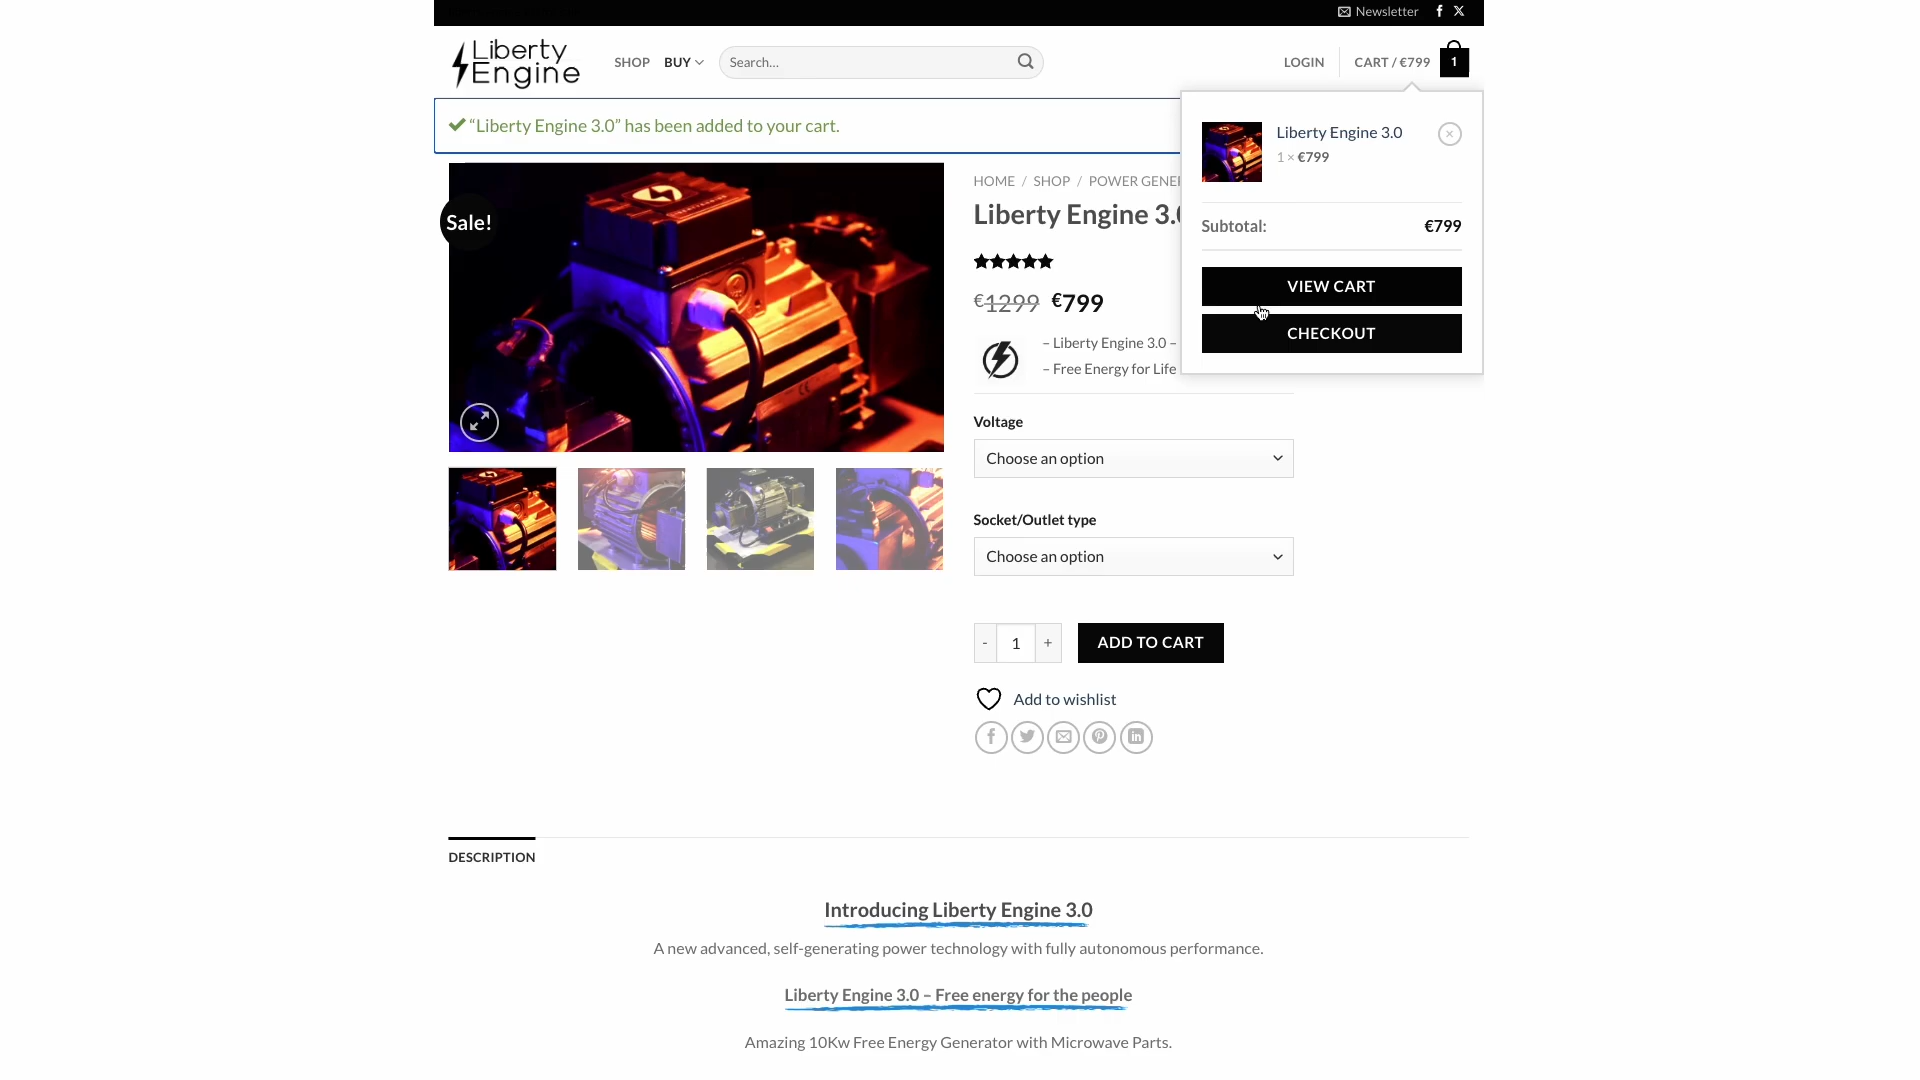 Newsletter
Liberty
Engine
SHOP BUY Search... LOGIN CART / €799 1
"Liberty Engine 3.0" has been added to your cart.
Liberty Engine 3.0 ×
1 × €799
Subtotal: €799
VIEW CART
CHECKOUT
Sale!
HOME / SHOP / POWER GENE
Liberty Engine 3.
€1299 €799
– Liberty Engine 3.0 –
– Free Energy for Life
Voltage
Choose an option
Socket/Outlet type
Choose an option
- 1 + ADD TO CART
Add to wishlist
DESCRIPTION
Introducing Liberty Engine 3.0
A new advanced, self-generating power technology with fully autonomous performance.
Liberty Engine 3.0 – Free energy for the people
Amazing 10Kw Free Energy Generator with Microwave Parts.